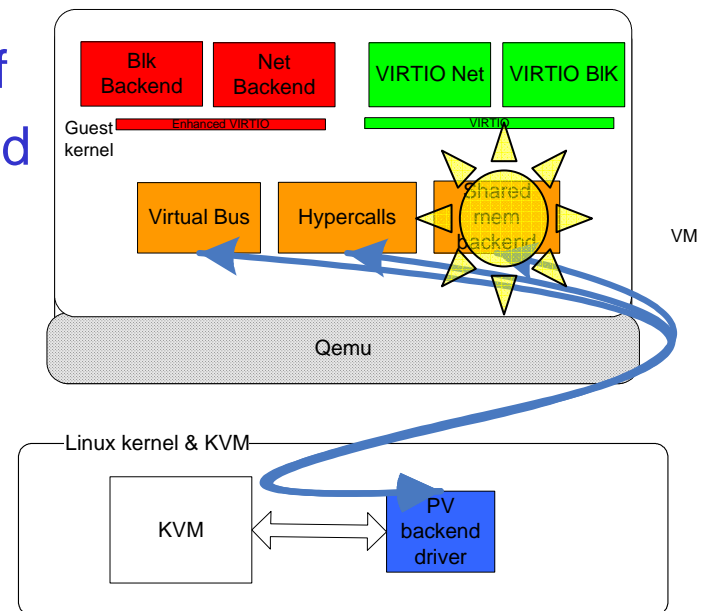 f
d
Blk
Backend
Net
Backend
VIRTIO Net
VIRTIO BlK
Guest
kernel
Enhanced VIRTIO
VIRTIO
Virtual Bus
Hypercalls
Shared
mem
backend
VM
Qemu
Linux kernel & KVM
KVM
PV
backend
driver